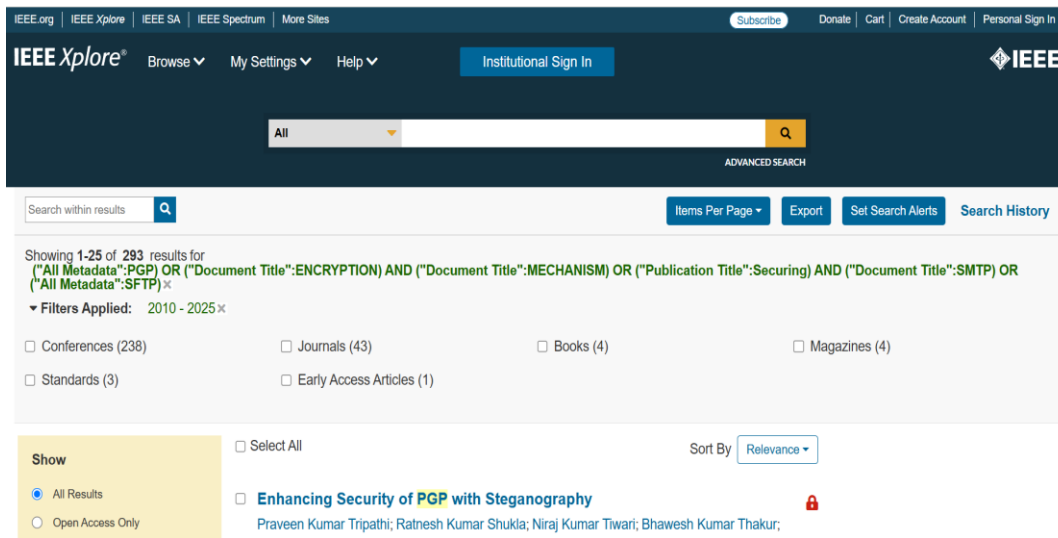 IEEE.org | IEEE Xplore | IEEE SA | IEEE Spectrum | More Sites Subscribe Donate | Cart | Create Account | Personal Sign In
IEEE Xplore® Browse My Settings Help Institutional Sign In IEEE
All
ADVANCED SEARCH
Search within results Items Per Page Export Set Search Alerts Search History
Showing 1-25 of 293 results for
("All Metadata":PGP) OR ("Document Title":ENCRYPTION) AND ("Document Title":MECHANISM) OR ("Publication Title":Securing) AND ("Document Title":SMTP) OR
("All Metadata":SFTP) ×
Filters Applied: 2010 - 2025 ×
Conferences (238) Journals (43) Books (4) Magazines (4)
Standards (3) Early Access Articles (1)
Show Select All Sort By Relevance
All Results Enhancing Security of PGP with Steganography
Open Access Only Praveen Kumar Tripathi; Ratnesh Kumar Shukla; Niraj Kumar Tiwari; Bhawesh Kumar Thakur;